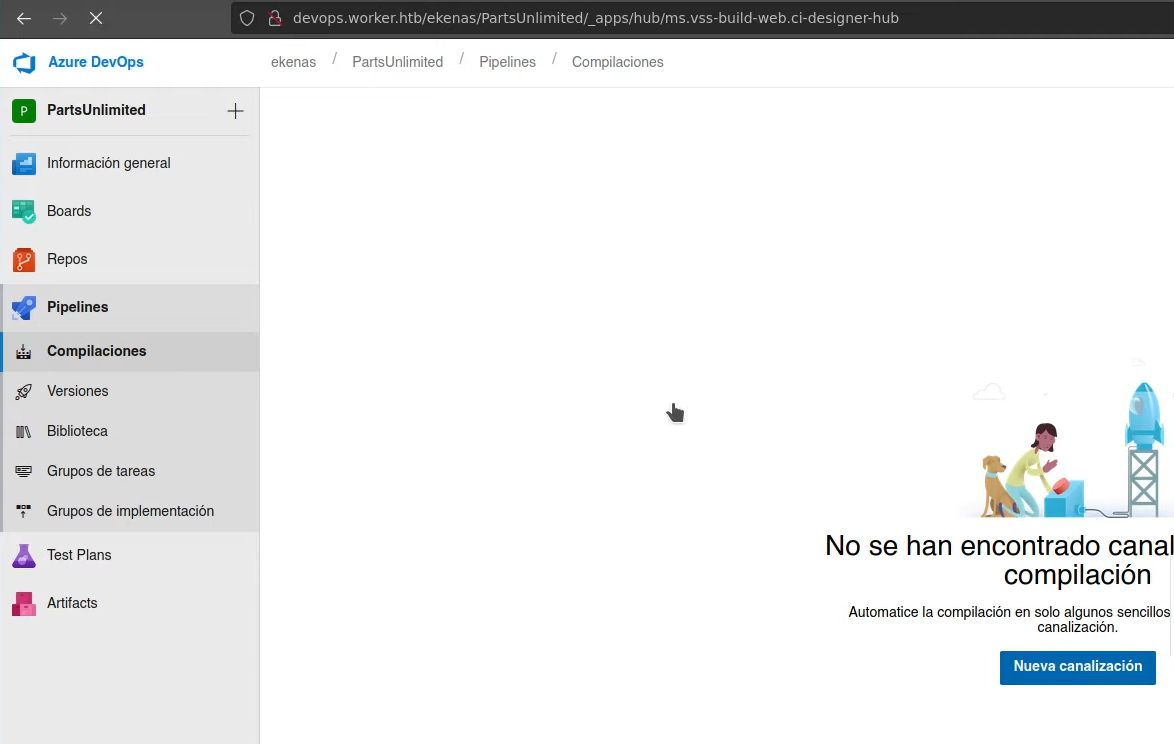 devops.worker.htb/ekenas/PartsUnlimited/_apps/hub/ms.vss-build-web.ci-designer-hub
Azure DevOps
ekenas / PartsUnlimited / Pipelines / Compilaciones
P PartsUnlimited
Información general
Boards
Repos
Pipelines
Compilaciones
Versiones
Biblioteca
Grupos de tareas
Grupos de implementación
Test Plans
Artifacts
No se han encontrado canal
compilación
Automatice la compilación en solo algunos sencillos
canalización.
Nueva canalización